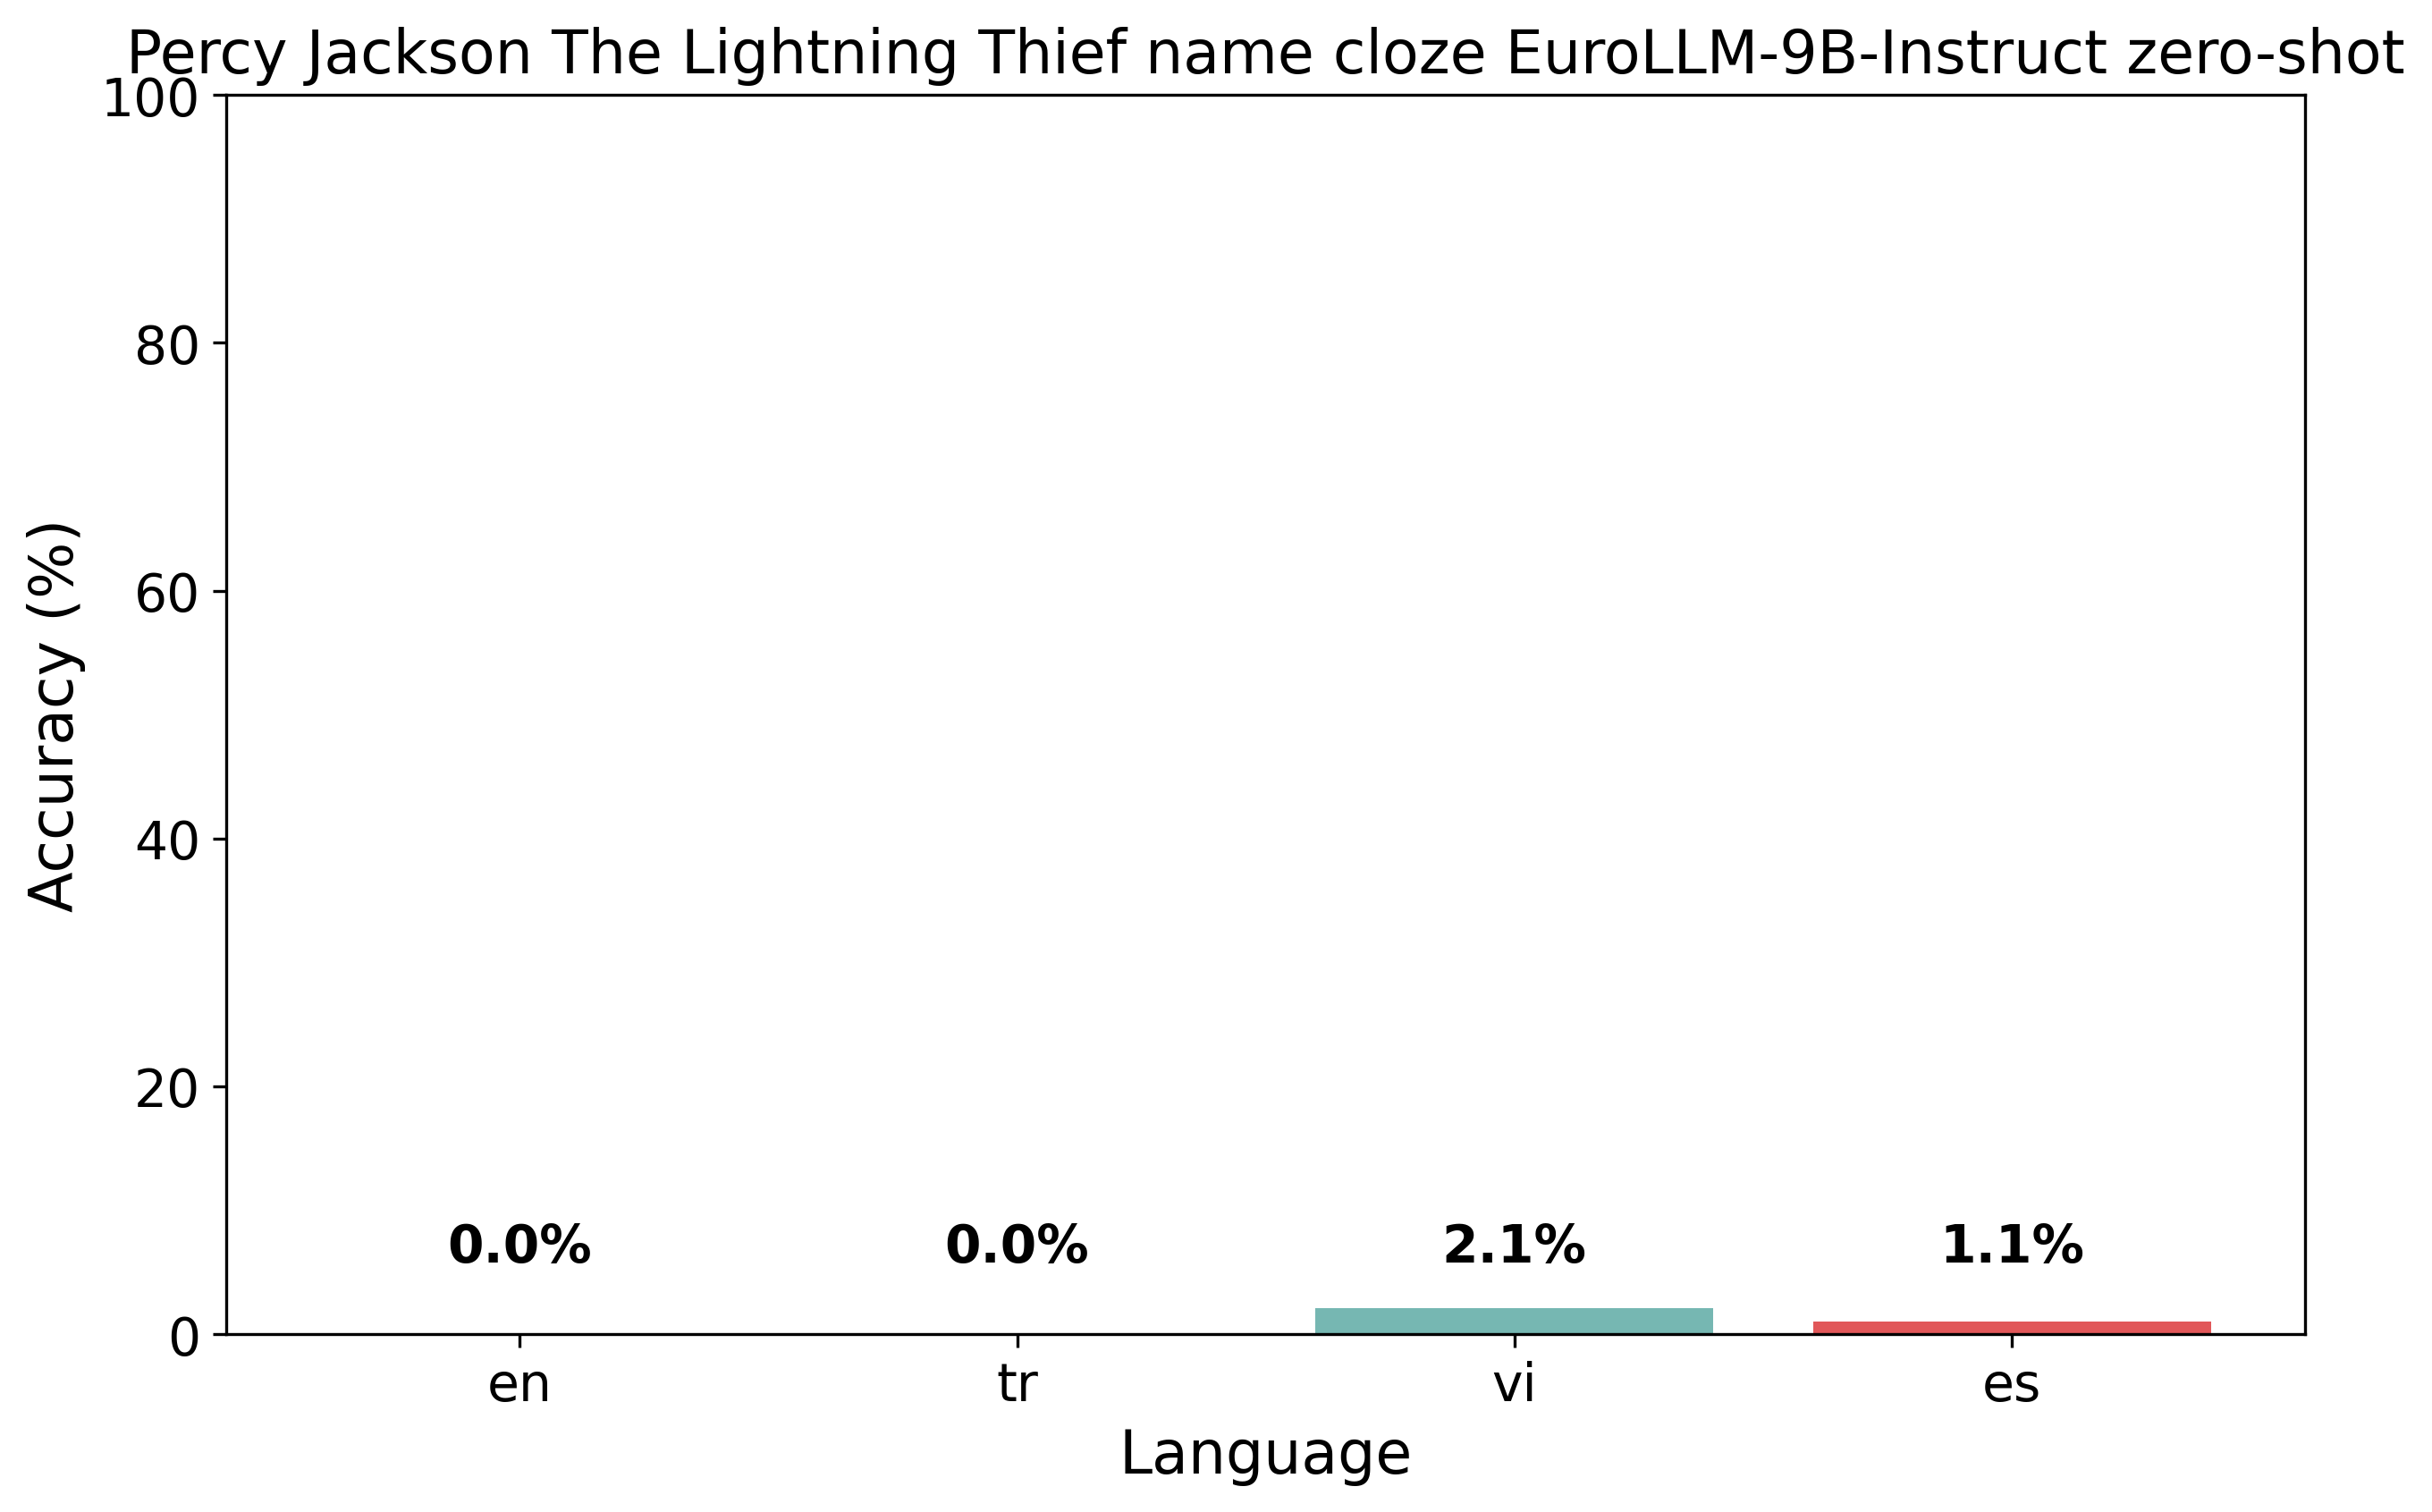 Percy Jackson The Lightning Thief name cloze EuroLLM-9B-Instruct zero-shot
100
80
60
40
20
0
Accuracy (%)
0.0%
0.0%
2.1%
1.1%
en
tr
vi
es
Language